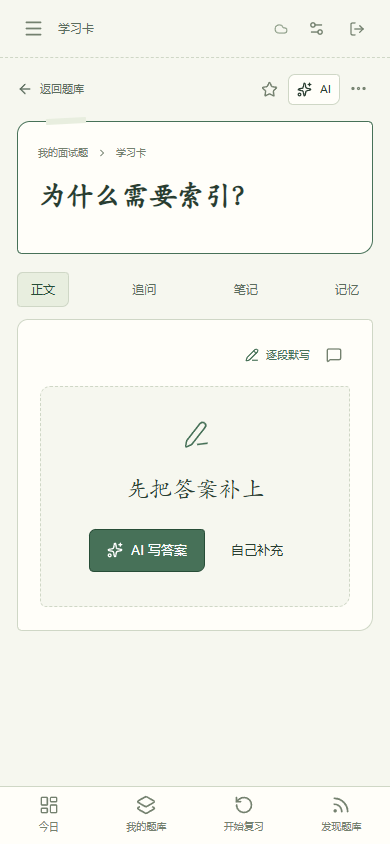 学习卡
返回题库
AI
我的面试题 > 学习卡
为什么需要索引?
正文
追问
笔记
记忆
逐段默写
先把答案补上
AI 写答案
自己补充
今日
我的题库
开始复习
发现题库